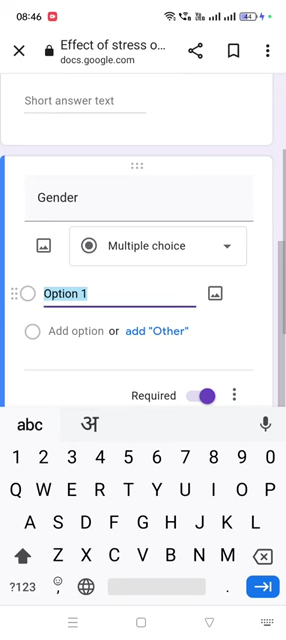 08:46
44
Effect of stress o...
docs.google.com
Short answer text
Gender
Multiple choice
Option 1
Add option or add "Other"
Required
abc अ
1 2 3 4 5 6 7 8 9 0
Q W E R T Y U I O P
A S D F G H J K L
Z X C V B N M
?123 , .